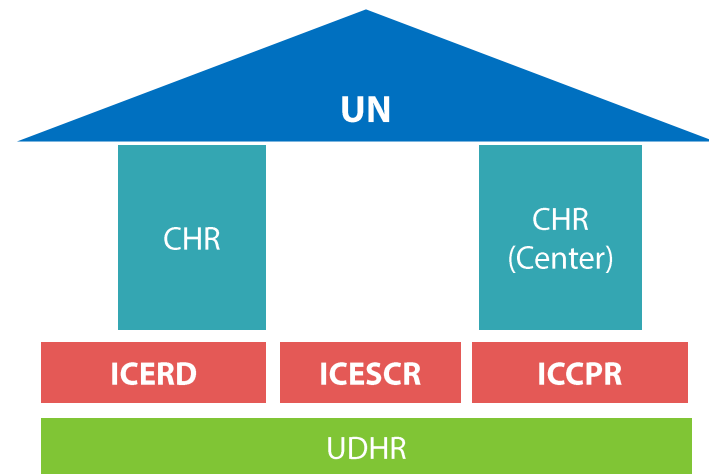 UN
CHR
CHR
(Center)
ICERD
ICESCR
ICCPR
UDHR